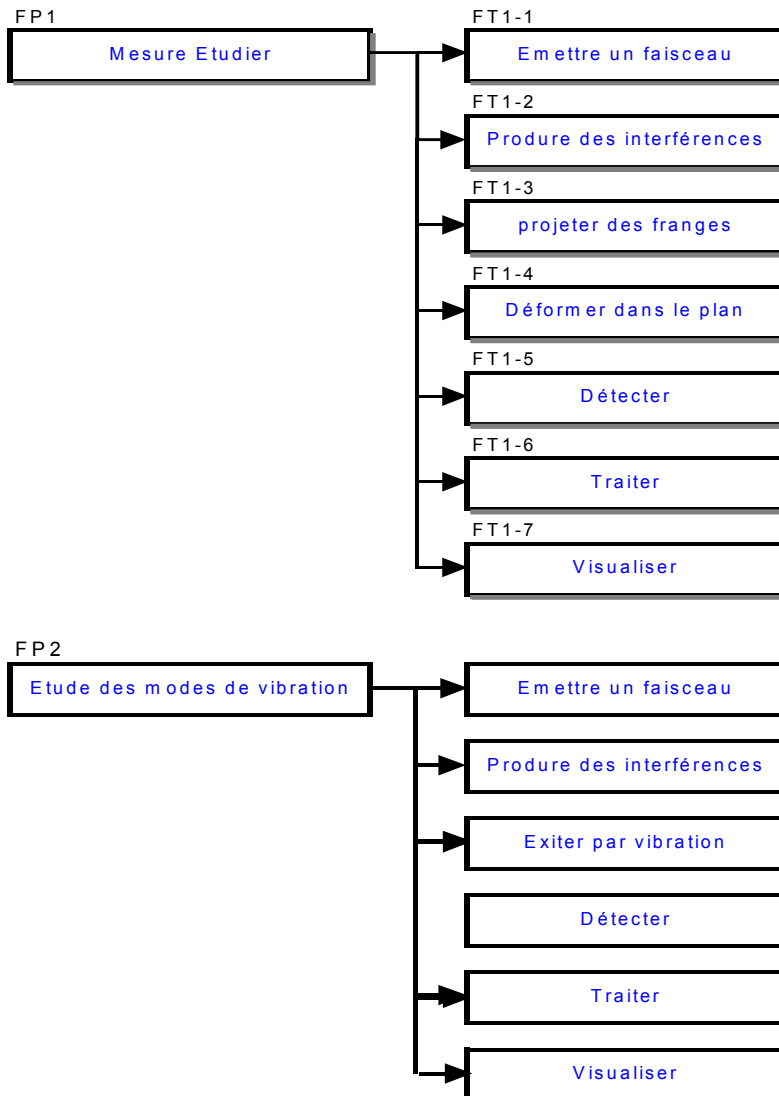 FP1
Mesure Etudier
FT1-1
Emettre un faisceau
FT1-2
Produre des interférences
FT1-3
projeter des franges
FT1-4
Déformer dans le plan
FT1-5
Détecter
FT1-6
Traiter
FT1-7
Visualiser
FP2
Etude des modes de vibration
Emettre un faisceau
Produre des interférences
Exiter par vibration
Détecter
Traiter
Visualiser